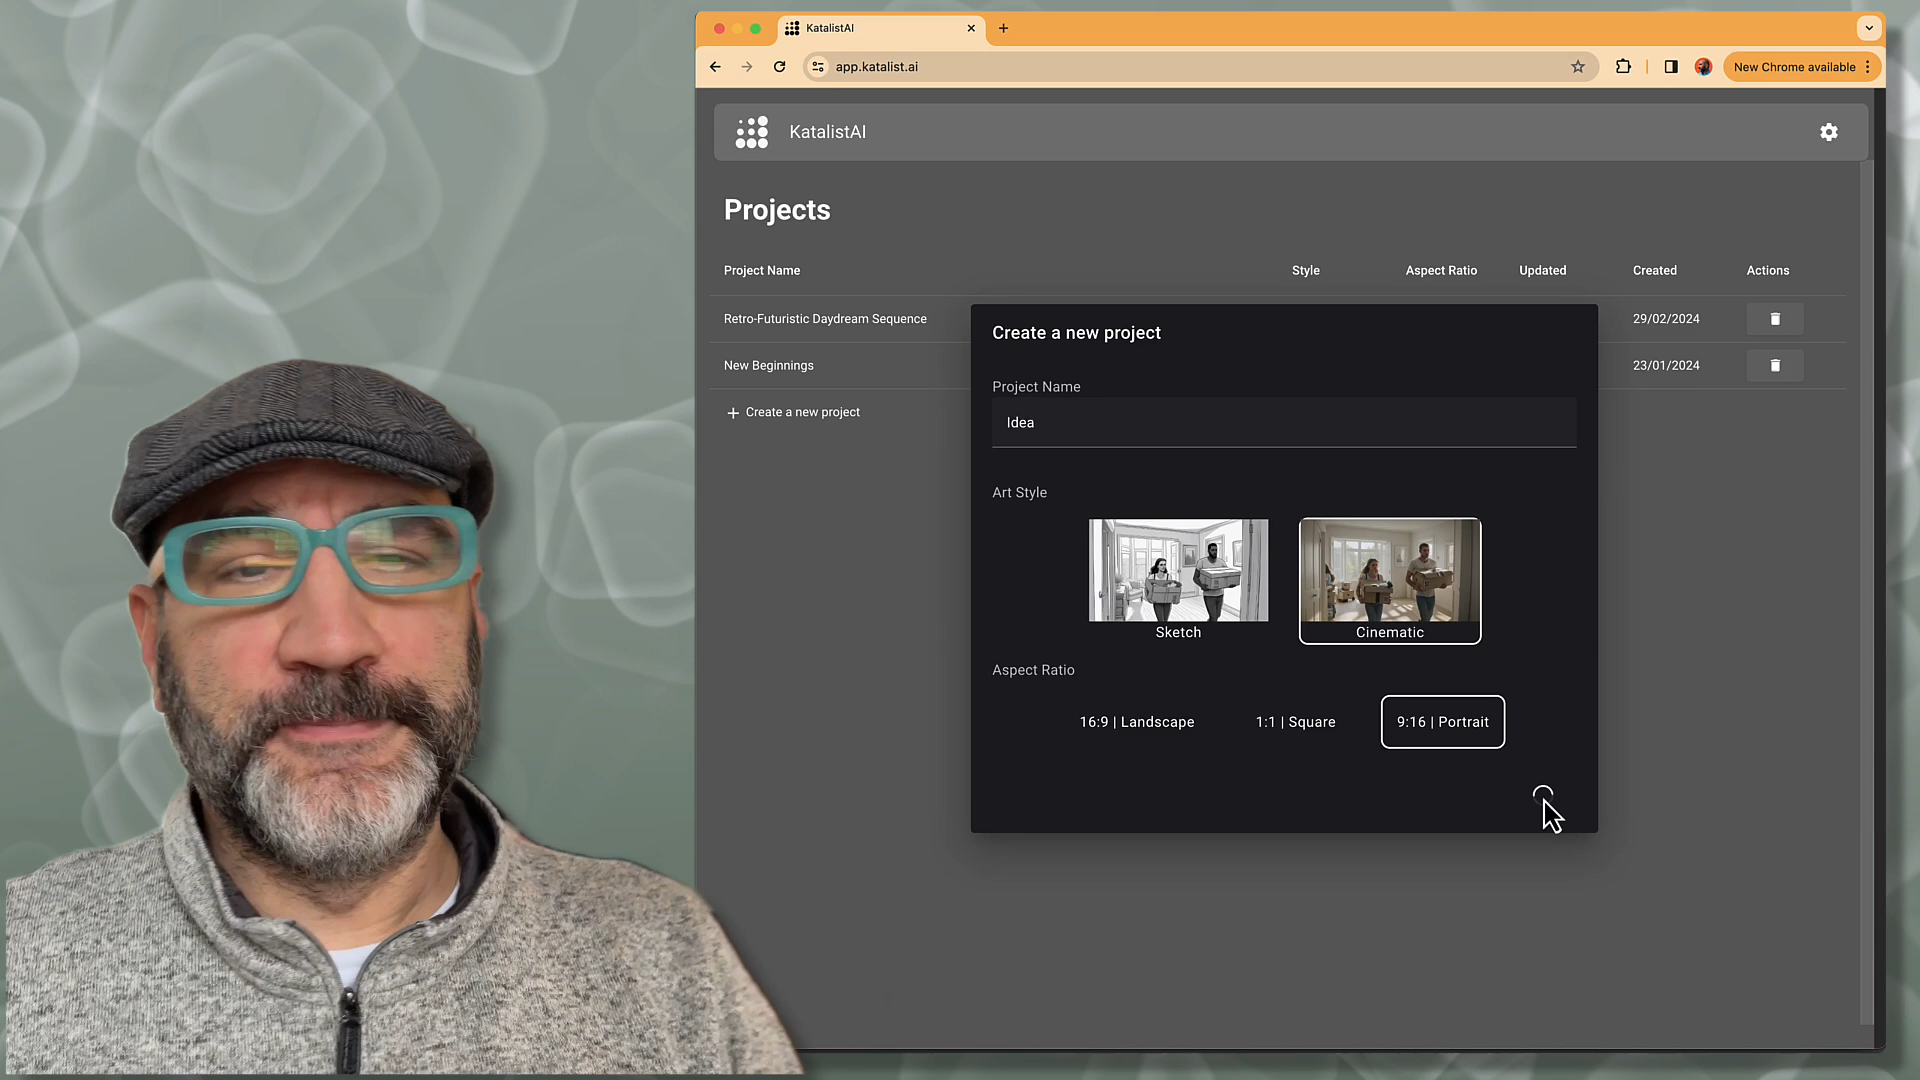 KatalistAI
app.katalist.ai
New Chrome available
KatalistAI
Projects
Project Name Style Aspect Ratio Updated Created Actions
Retro-Futuristic Daydream Sequence 29/02/2024
New Beginnings 23/01/2024
Create a new project
Create a new project
Project Name
Idea
Art Style
Sketch Cinematic
Aspect Ratio
16:9 | Landscape 1:1 | Square 9:16 | Portrait